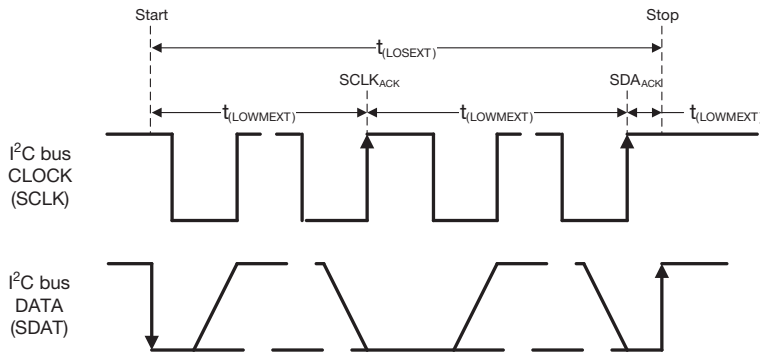 Start Stop
t(LOSEXT)
SCLKACK SDAACK
t(LOWMEXT) t(LOWMEXT) t(LOWMEXT)
I2C bus
CLOCK
(SCLK)
I2C bus
DATA
(SDAT)